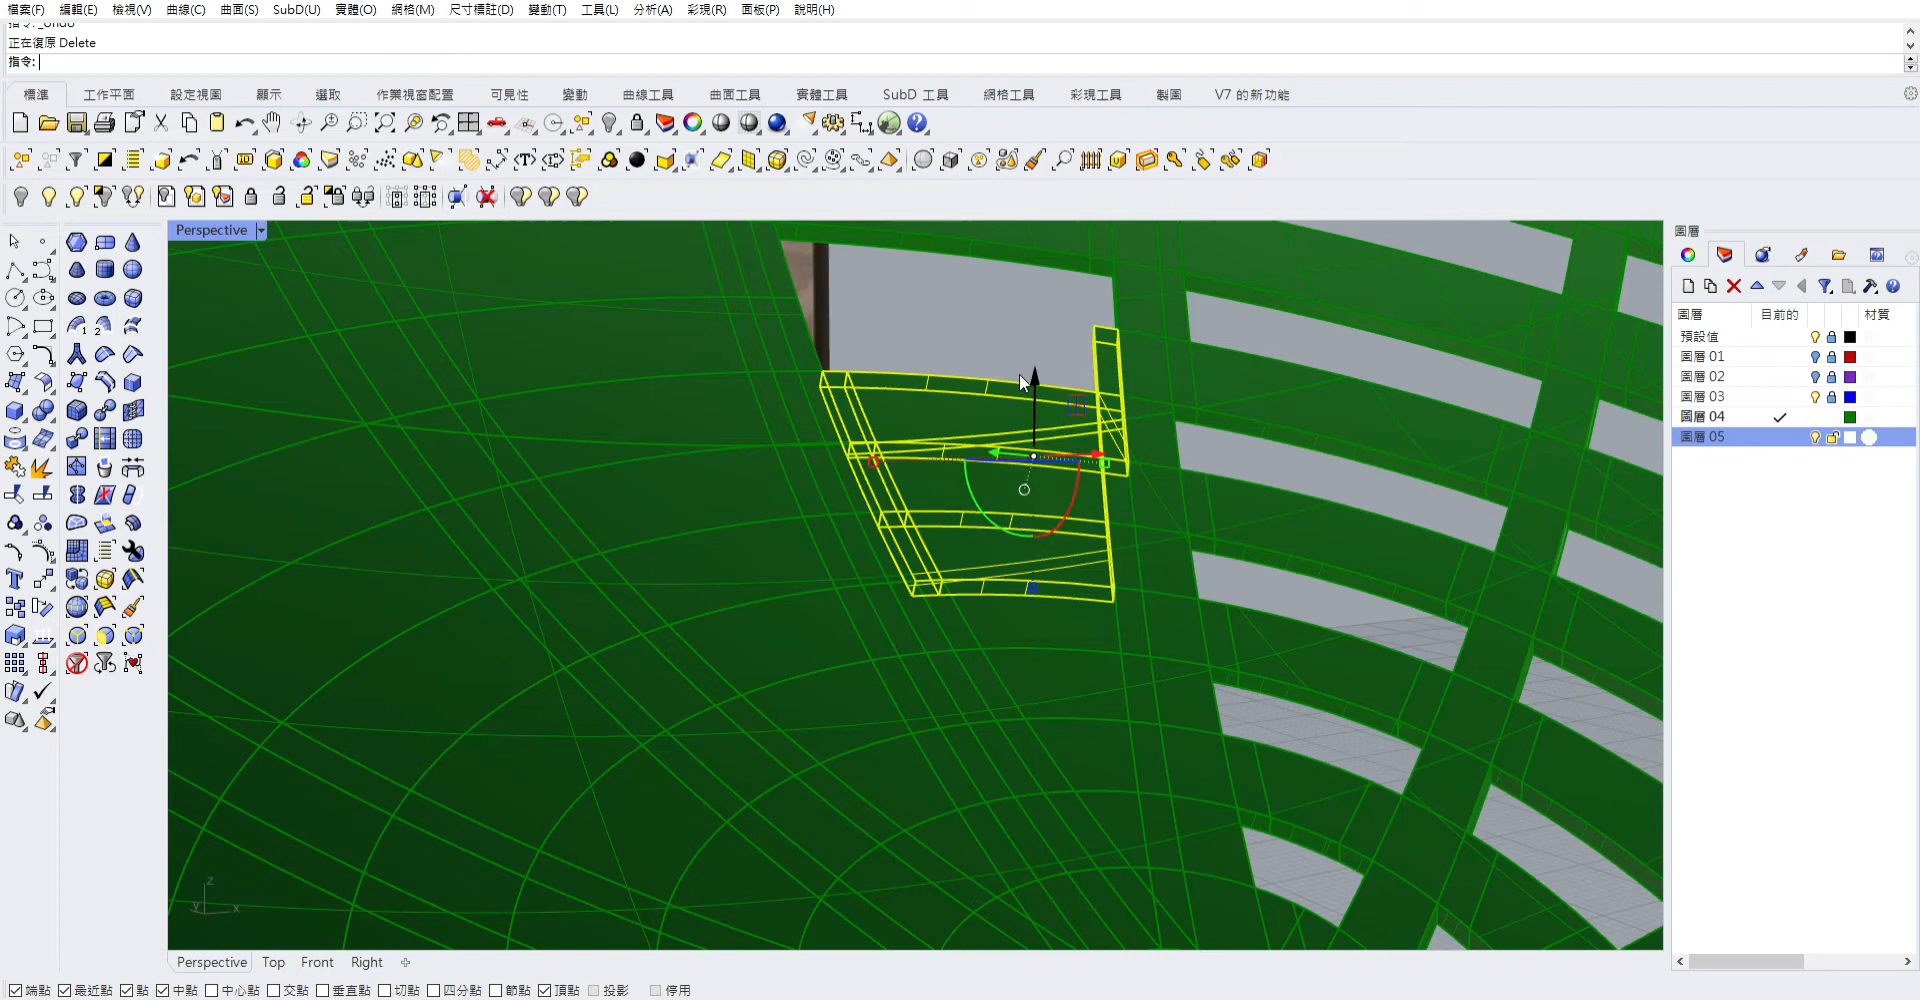 檔案(F) 編輯(E) 檢視(V) 曲線(C) 曲面(S) SubD(U) 實體(O) 網格(M) 尺寸標註(D) 變動(T) 工具(L) 分析(A) 彩現(R) 面板(P) 說明(H)
指令: _Undo
正在復原 Delete
指令:
標準 工作平面 設定視圖 顯示 選取 作業視窗配置 可見性 變動 曲線工具 曲面工具 實體工具 SubD 工具 網格工具 彩現工具 製圖 V7 的新功能
Perspective
圖層
圖層 目前的 材質
預設值
圖層 01
圖層 02
圖層 03
圖層 04
圖層 05
z
y x
Perspective Top Front Right
端點 最近點 點 中點 中心點 交點 垂直點 切點 四分點 節點 頂點 投影 停用